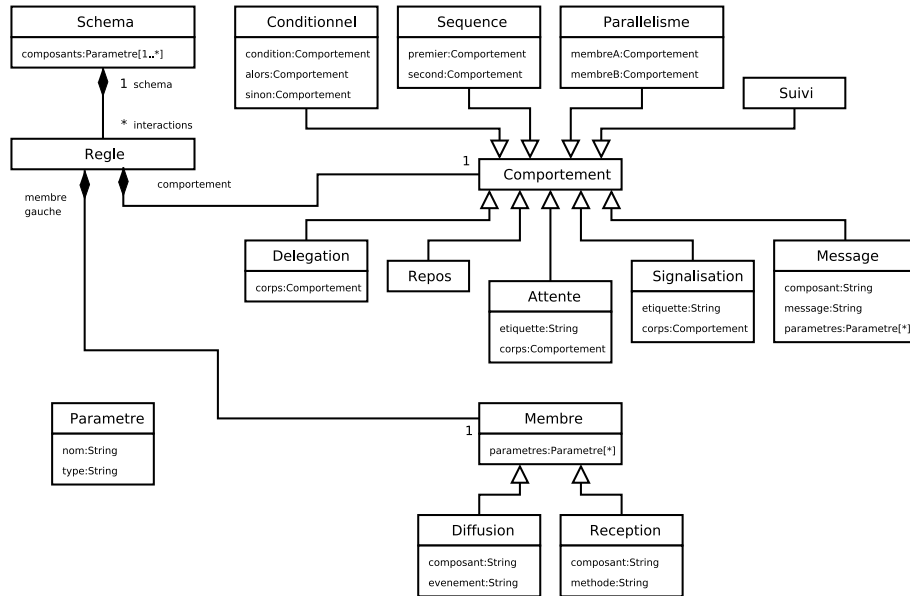 Schema
composants:Parametre[1..*]
Conditionnel
condition:Comportement
alors:Comportement
sinon:Comportement
Sequence
premier:Comportement
second:Comportement
Parallelisme
membreA:Comportement
membreB:Comportement
Suivi
1 schema
* interactions
Regle
comportement
1
Comportement
membre
gauche
Delegation
corps:Comportement
Repos
Attente
etiquette:String
corps:Comportement
Signalisation
etiquette:String
corps:Comportement
Message
composant:String
message:String
parametres:Parametre[*]
Parametre
nom:String
type:String
1
Membre
parametres:Parametre[*]
Diffusion
composant:String
evenement:String
Reception
composant:String
methode:String